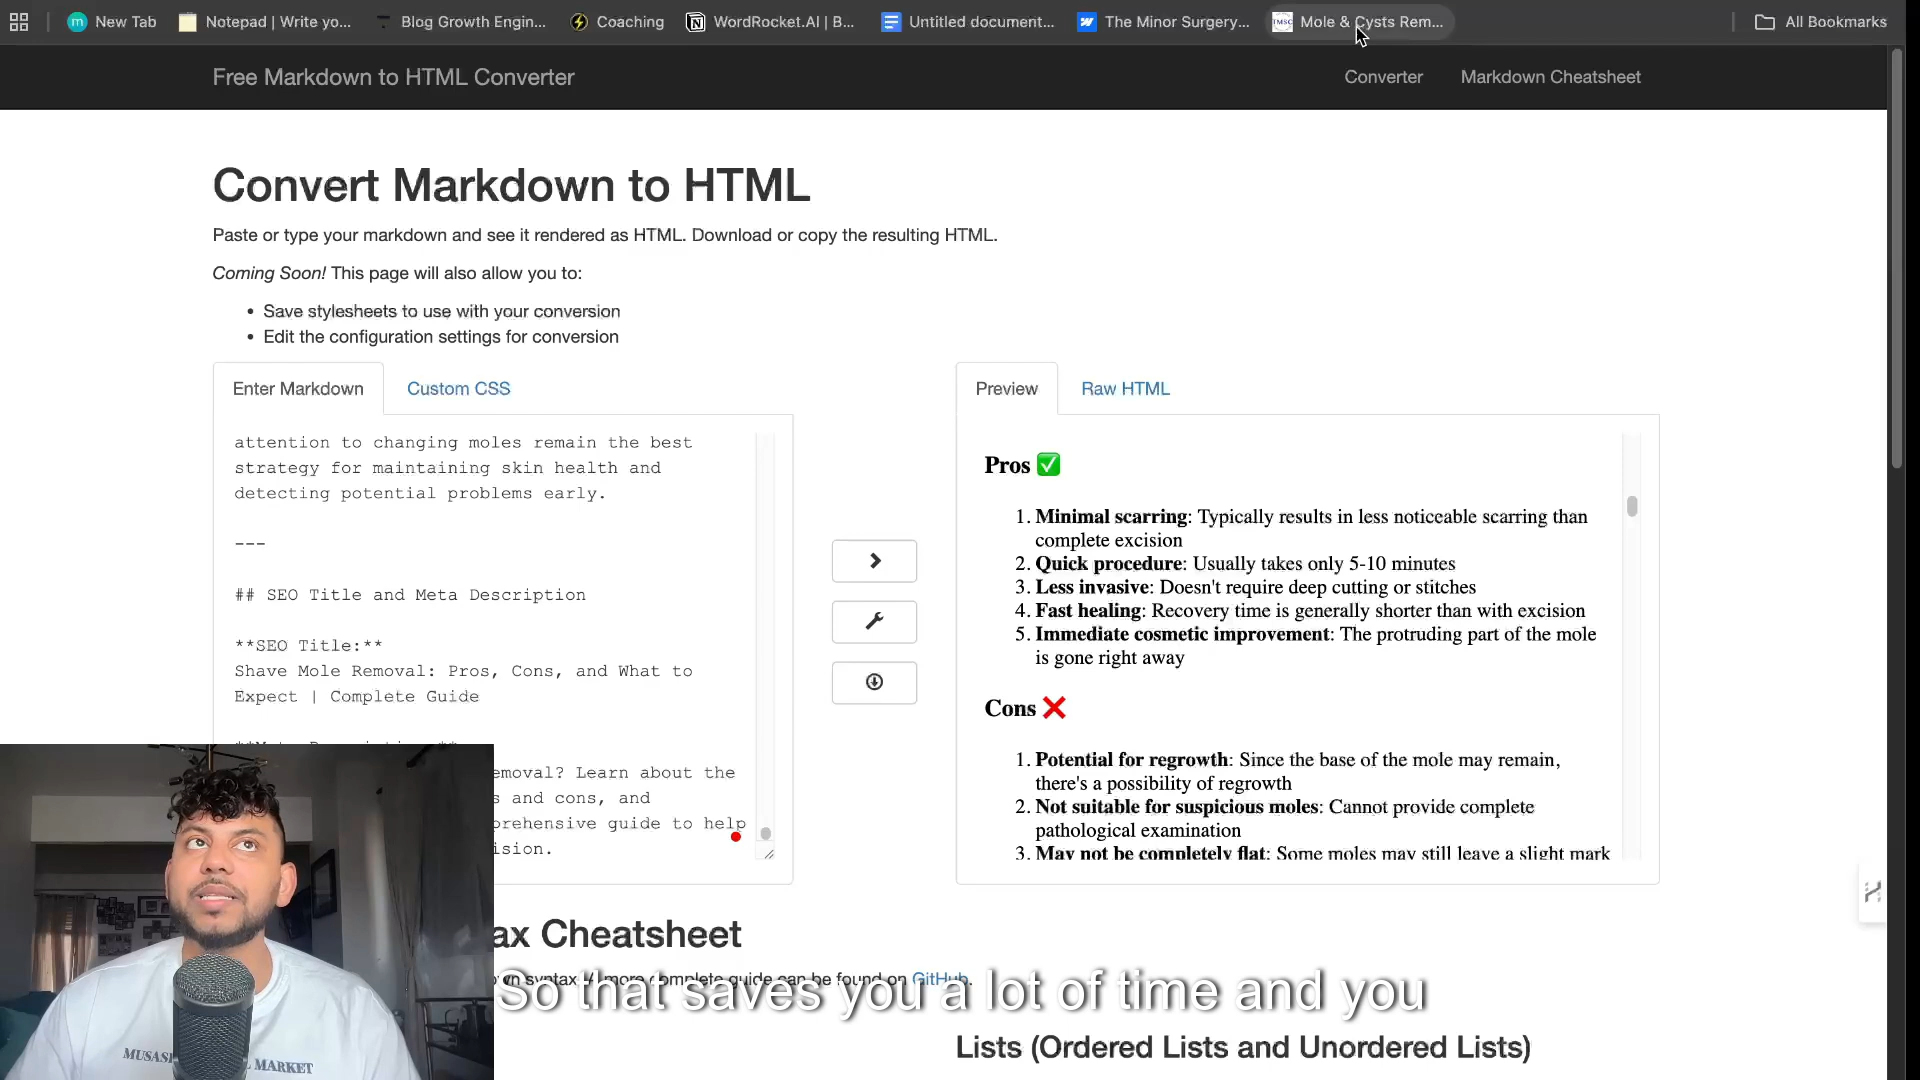 New Tab
Notepad | Write yo...
Blog Growth Engin...
Coaching
WordRocket.AI | B...
Untitled document...
The Minor Surgery...
TMSC
Mole & Cysts Rem...
All Bookmarks
Free Markdown to HTML Converter
Converter
Markdown Cheatsheet
Convert Markdown to HTML
Paste or type your markdown and see it rendered as HTML. Download or copy the resulting HTML.
Coming Soon! This page will also allow you to:
• Save stylesheets to use with your conversion
• Edit the configuration settings for conversion
Enter Markdown
Custom CSS
attention to changing moles remain the best
strategy for maintaining skin health and
detecting potential problems early.
---
## SEO Title and Meta Description
**SEO Title:**
Shave Mole Removal: Pros, Cons, and What to
Expect | Complete Guide
emoval? Learn about the
s and cons, and
prehensive guide to help
ision.
Preview
Raw HTML
Pros ✅
1. Minimal scarring: Typically results in less noticeable scarring than
complete excision
2. Quick procedure: Usually takes only 5-10 minutes
3. Less invasive: Doesn't require deep cutting or stitches
4. Fast healing: Recovery time is generally shorter than with excision
5. Immediate cosmetic improvement: The protruding part of the mole
is gone right away
Cons ❌
1. Potential for regrowth: Since the base of the mole may remain,
there's a possibility of regrowth
2. Not suitable for suspicious moles: Cannot provide complete
pathological examination
3. May not be completely flat: Some moles may still leave a slight mark
ax Cheatsheet
wn syntax. A more complete guide can be found on GitHub.
So that saves you a lot of time and you
Lists (Ordered Lists and Unordered Lists)
MUSAS
MARKET